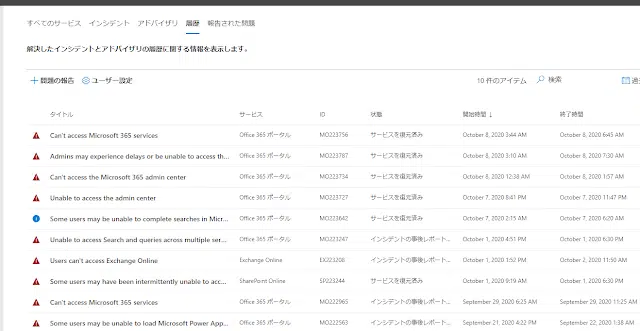 すべてのサービス インシデント アドバイザリ 履歴 報告された問題
解決したインシデントとアドバイザリの履歴に関する情報を表示します。
問題の報告 ユーザー設定 10 件のアイテム 検索
タイトル サービス ID 状態 開始時間 ↓ 終了時間
Can't access Microsoft 365 services Office 365 ポータル MO223756 サービスを復元済み October 8, 2020 3:44 AM October 8, 2020 6:45 AM
Admins may experience delays or be unable to access th... Office 365 ポータル MO223787 サービスを復元済み October 8, 2020 3:10 AM October 8, 2020 7:30 AM
Can't access the Microsoft 365 admin center Office 365 ポータル MO223734 サービスを復元済み October 8, 2020 12:38 AM October 8, 2020 1:57 AM
Unable to access the admin center Office 365 ポータル MO223727 サービスを復元済み October 7, 2020 8:41 PM October 7, 2020 11:47 PM
Some users may be unable to complete searches in Micr... Office 365 ポータル MO223642 サービスを復元済み October 7, 2020 2:15 AM October 7, 2020 6:20 AM
Unable to access Search and queries across multiple ser... Office 365 ポータル MO223247 インシデントの事後レポート... October 1, 2020 4:51 PM October 1, 2020 6:30 PM
Users can't access Exchange Online Exchange Online EX223208 インシデントの事後レポート... October 1, 2020 1:52 PM October 2, 2020 11:50 AM
Some users may have been intermittently unable to acc... SharePoint Online SP223244 サービスを復元済み October 1, 2020 9:19 AM October 1, 2020 6:30 PM
Can't access Microsoft 365 services Office 365 ポータル MO222965 インシデントの事後レポート... September 29, 2020 6:25 AM September 29, 2020 11:25 AM
Some users may be unable to load Microsoft Power App... Office 365 ポータル MO222563 インシデントの事後レポート... September 21, 2020 4:22 PM September 22, 2020 1:38 AM